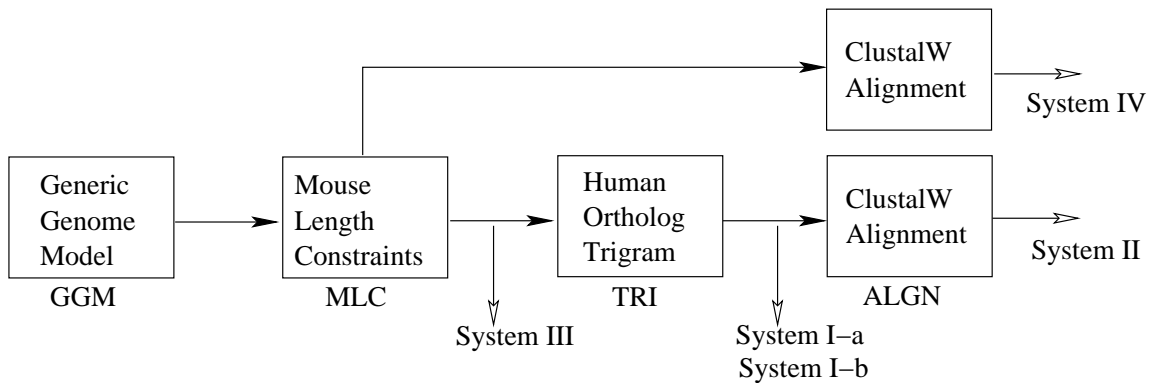 ClustalW
Alignment
System IV
Generic
Genome
Model
GGM
Mouse
Length
Constraints
MLC
System III
Human
Ortholog
Trigram
TRI
System I–a
System I–b
ClustalW
Alignment
ALGN
System II